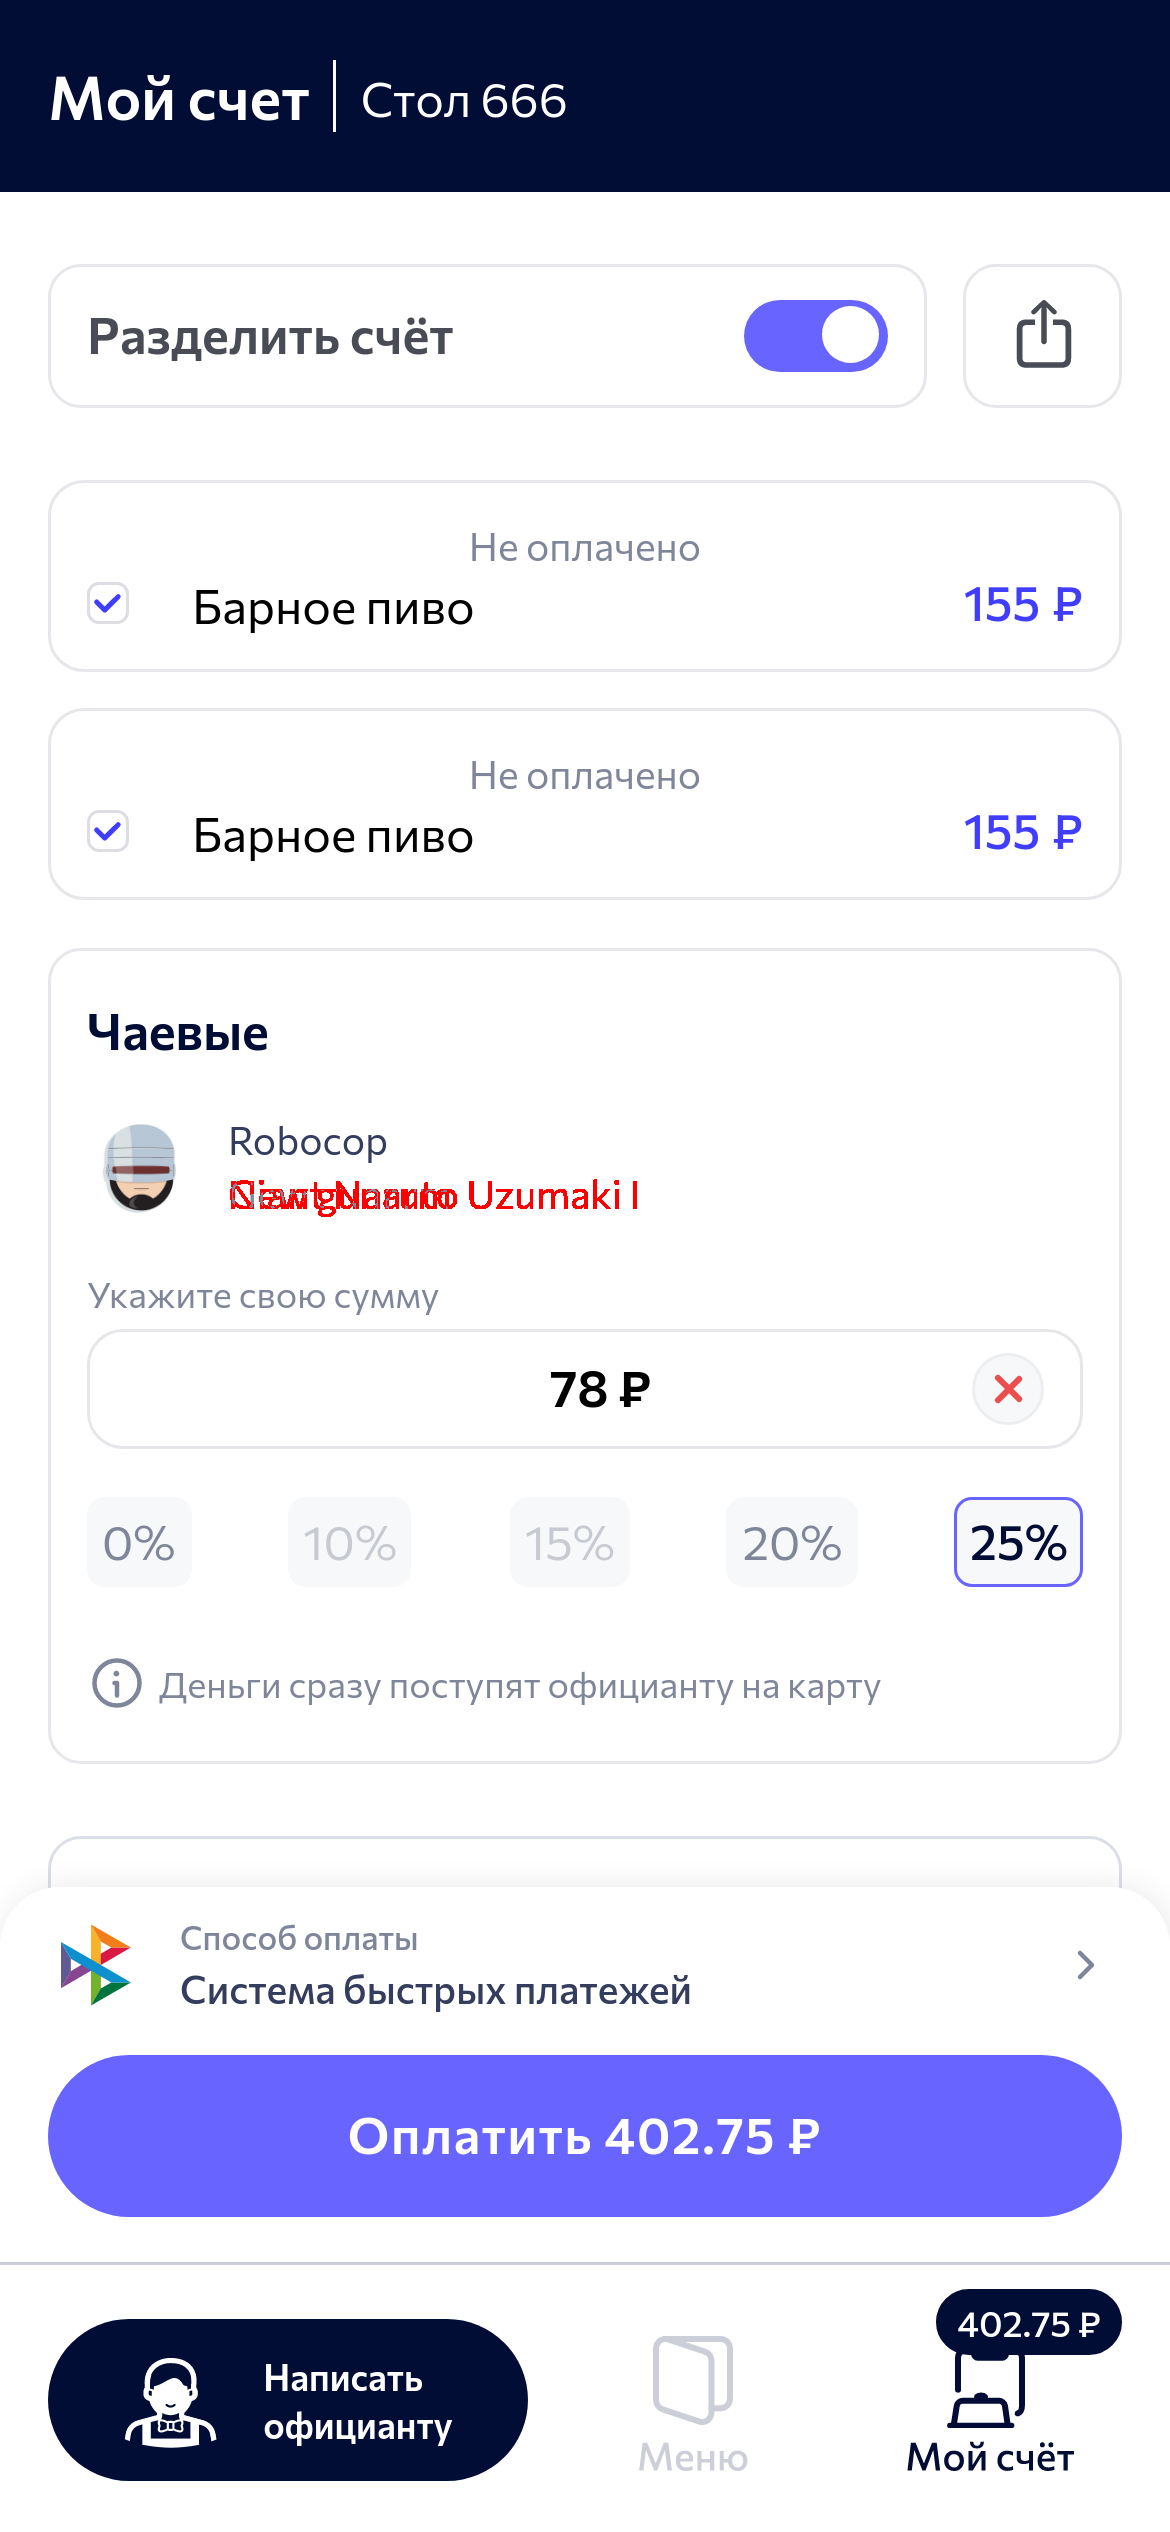 Мой счет
Стол 666
Разделить счёт
Не оплачено
Барное пиво
155 ₽
Не оплачено
Барное пиво
155 ₽
Чаевые
Robocop
Uzumaki I
Укажите свою сумму
78 ₽
0%
10%
15%
20%
25%
Деньги сразу поступят официанту на карту
Способ оплаты
Система быстрых платежей
Оплатить 402.75 ₽
402.75 ₽
Написать
официанту
Меню
Мой счёт